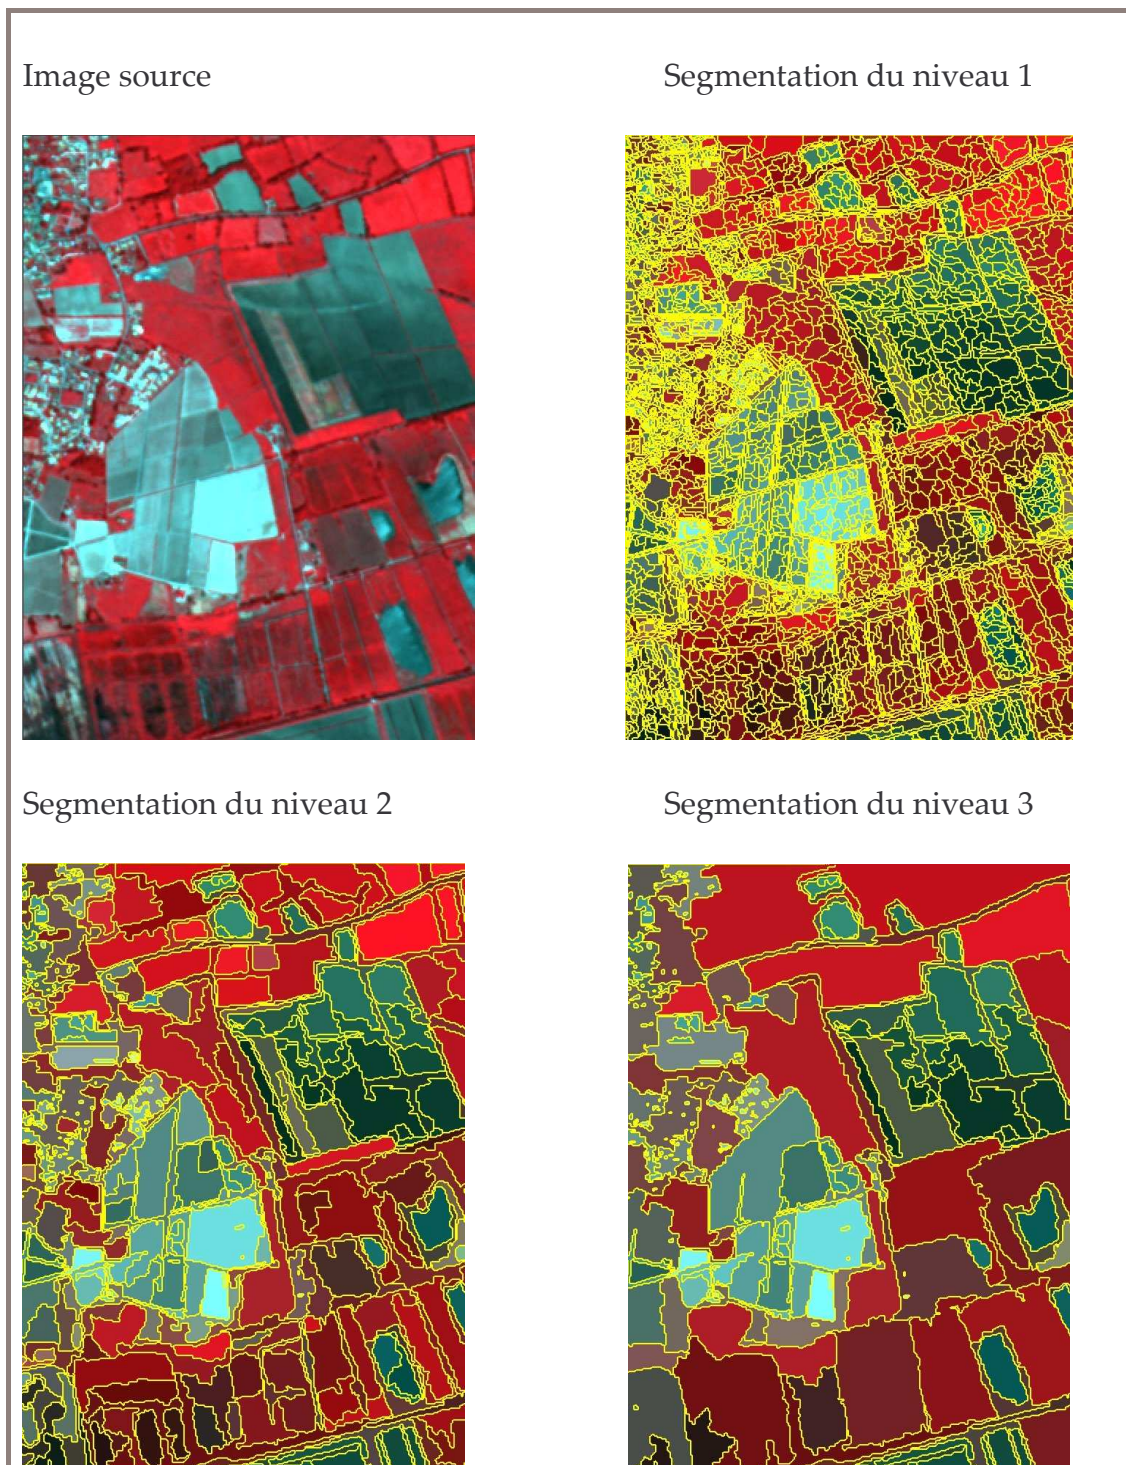 Image source
Segmentation du niveau 1
Segmentation du niveau 2
Segmentation du niveau 3